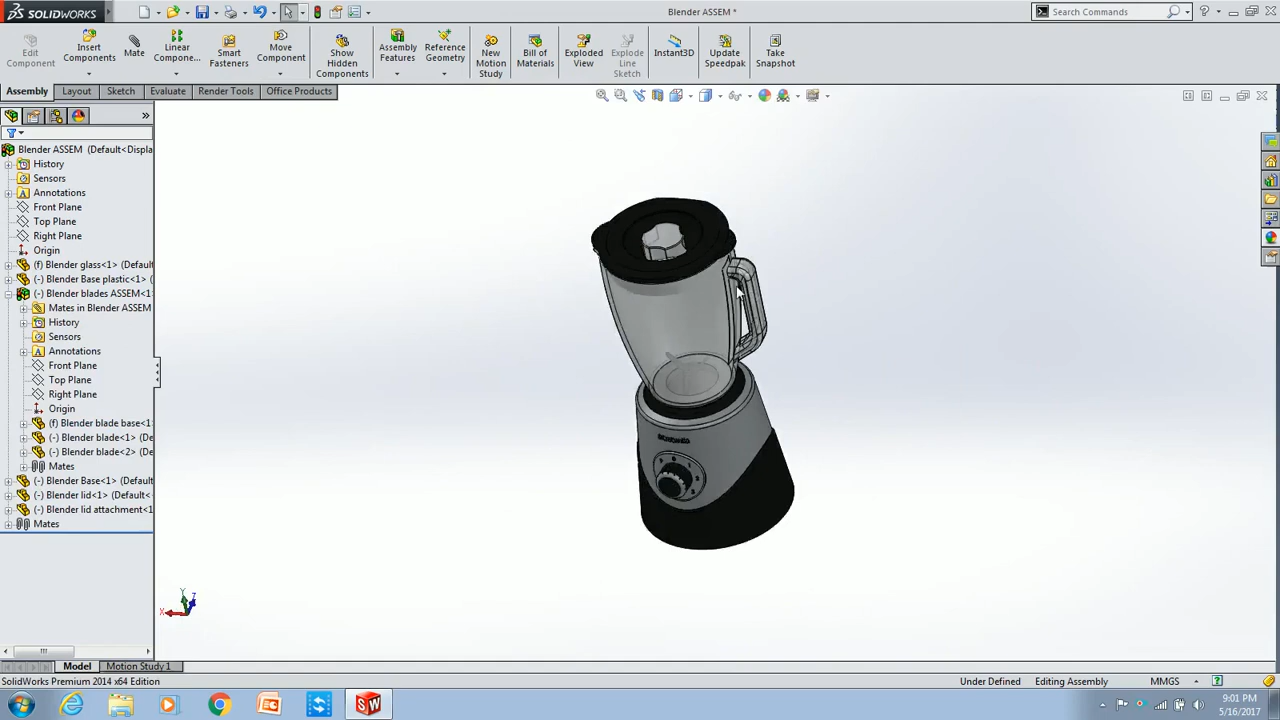 SOLIDWORKS
Blender ASSEM *
Search Commands
Edit Component
Insert Components
Mate
Linear Compone...
Smart Fasteners
Move Component
Show Hidden Components
Assembly Features
Reference Geometry
New Motion Study
Bill of Materials
Exploded View
Explode Line Sketch
Instant3D
Update Speedpak
Take Snapshot
Assembly
Layout
Sketch
Evaluate
Render Tools
Office Products
Blender ASSEM (Default<Displa
History
Sensors
Annotations
Front Plane
Top Plane
Right Plane
Origin
(f) Blender glass<1> (Default
(-) Blender Base plastic<1> (
(-) Blender blades ASSEM<1>
Mates in Blender ASSEM
History
Sensors
Annotations
Front Plane
Top Plane
Right Plane
Origin
(f) Blender blade base<1>
(-) Blender blade<1> (De
(-) Blender blade<2> (De
Mates
(-) Blender Base<1> (Default
(-) Blender lid<1> (Default<
(-) Blender lid attachment<1
Mates
Y
X
Z
Model
Motion Study 1
SolidWorks Premium 2014 x64 Edition
Under Defined
Editing Assembly
MMGS
9:01 PM
5/16/2017